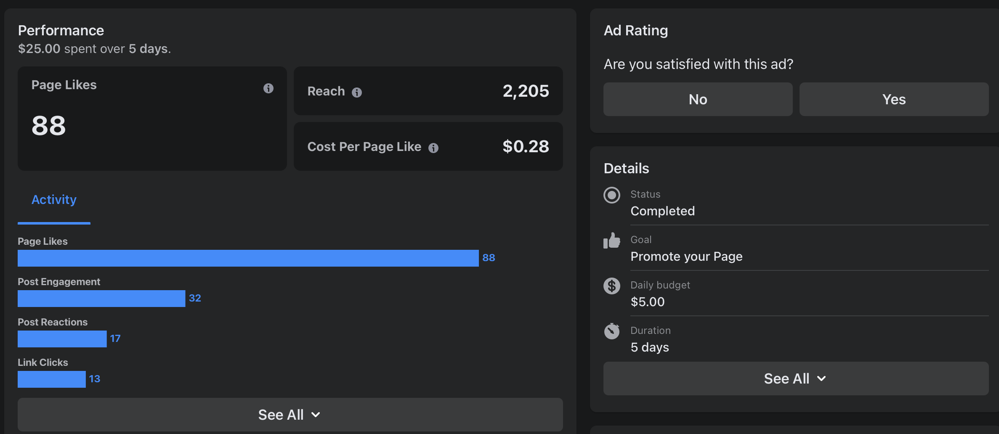 Performance
$25.00 spent over 5 days.
Page Likes
88
Reach
2,205
Cost Per Page Like
$0.28
Activity
Page Likes
88
Post Engagement
32
Post Reactions
17
Link Clicks
13
See All
Ad Rating
Are you satisfied with this ad?
No
Yes
Details
Status
Completed
Goal
Promote your Page
Daily budget
$5.00
Duration
5 days
See All